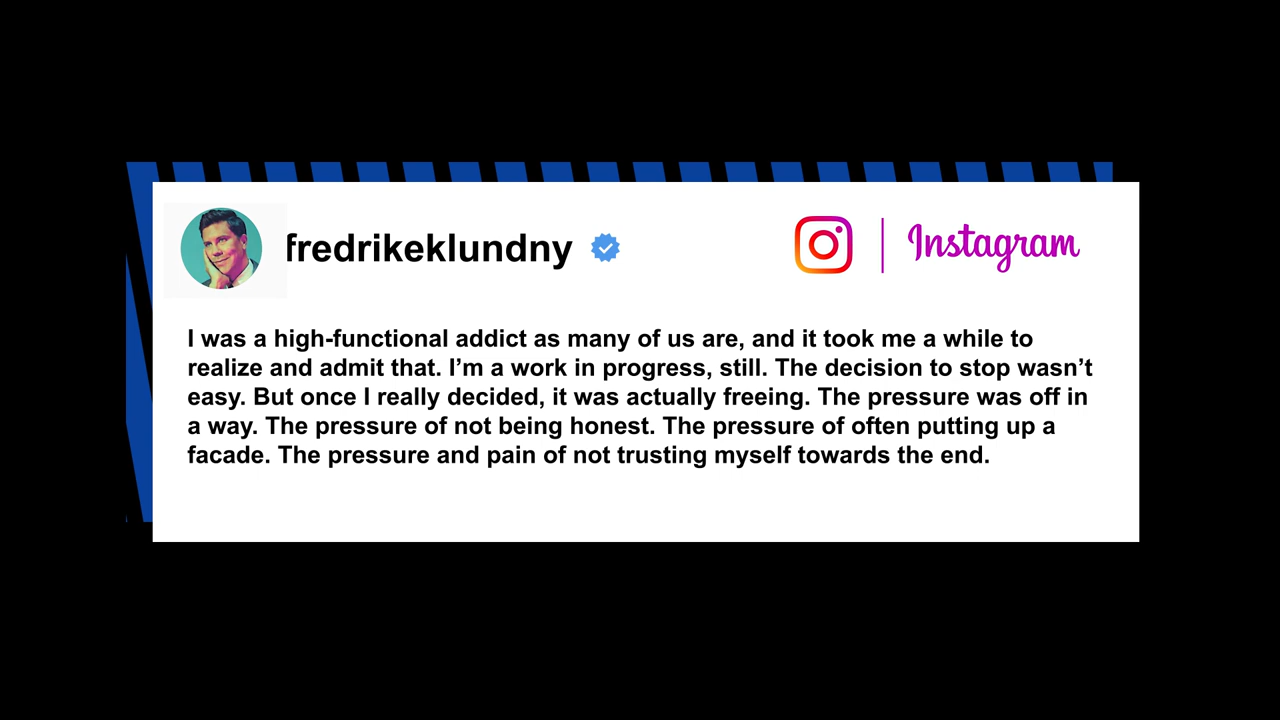 fredrikeklundny
Instagram
I was a high-functional addict as many of us are, and it took me a while to
realize and admit that. I’m a work in progress, still. The decision to stop wasn’t
easy. But once I really decided, it was actually freeing. The pressure was off in
a way. The pressure of not being honest. The pressure of often putting up a
facade. The pressure and pain of not trusting myself towards the end.